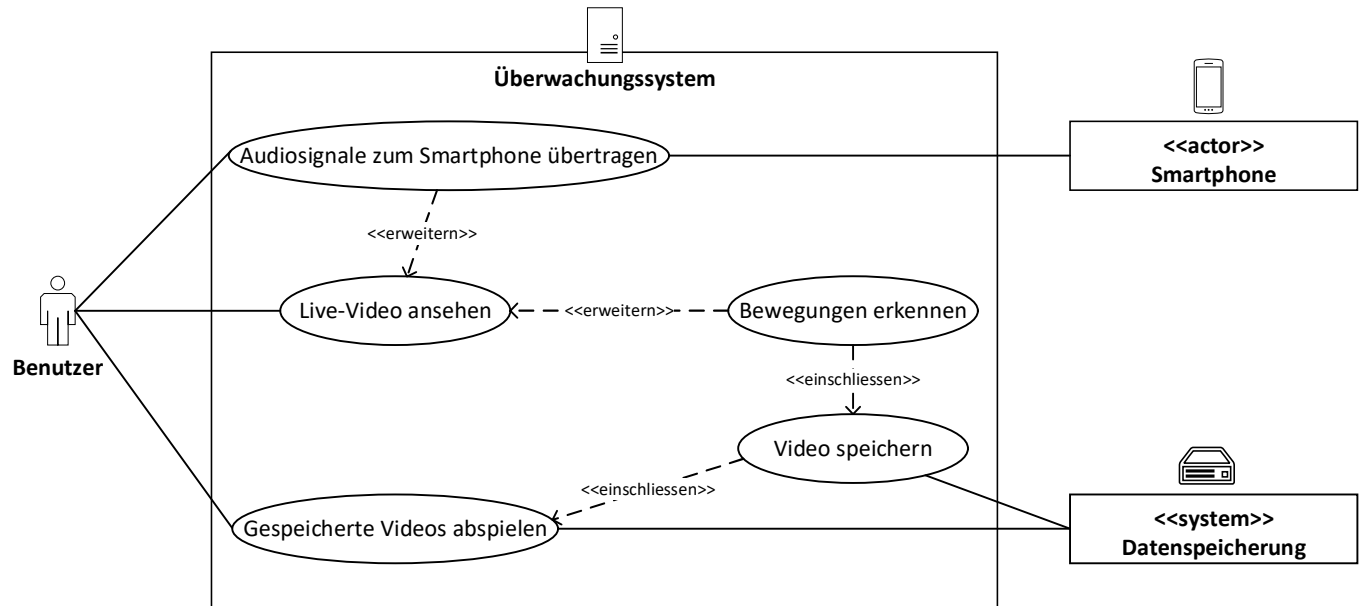 Überwachungssystem
Audiosignale zum Smartphone übertragen
<<actor>>
Smartphone
<<erweitern>>
Live-Video ansehen
<<erweitern>>
Bewegungen erkennen
Benutzer
<<einschliessen>>
Video speichern
<<einschliessen>>
Gespeicherte Videos abspielen
<<system>>
Datenspeicherung